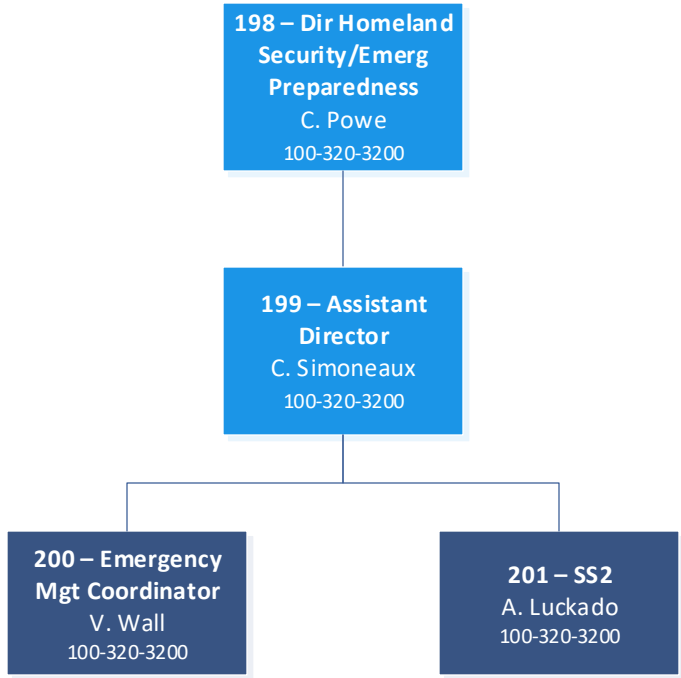 198 – Dir Homeland
Security/Emerg
Preparedness
C. Powe
100-320-3200
199 – Assistant
Director
C. Simoneaux
100-320-3200
200 – Emergency
Mgt Coordinator
V. Wall
100-320-3200
201 – SS2
A. Luckado
100-320-3200